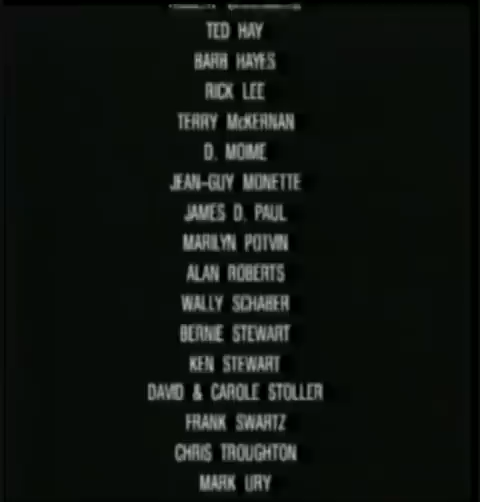 TED HAY
BARB HAYES
RICK LEE
TERRY McKERNAN
D. MOIME
JEAN-GUY MONETTE
JAMES D. PAUL
MARILYN POTVIN
ALAN ROBERTS
WALLY SCHABER
BERNIE STEWART
KEN STEWART
DAVID & CAROLE STOLLER
FRANK SWARTZ
CHRIS TROUGHTON
MARK URY